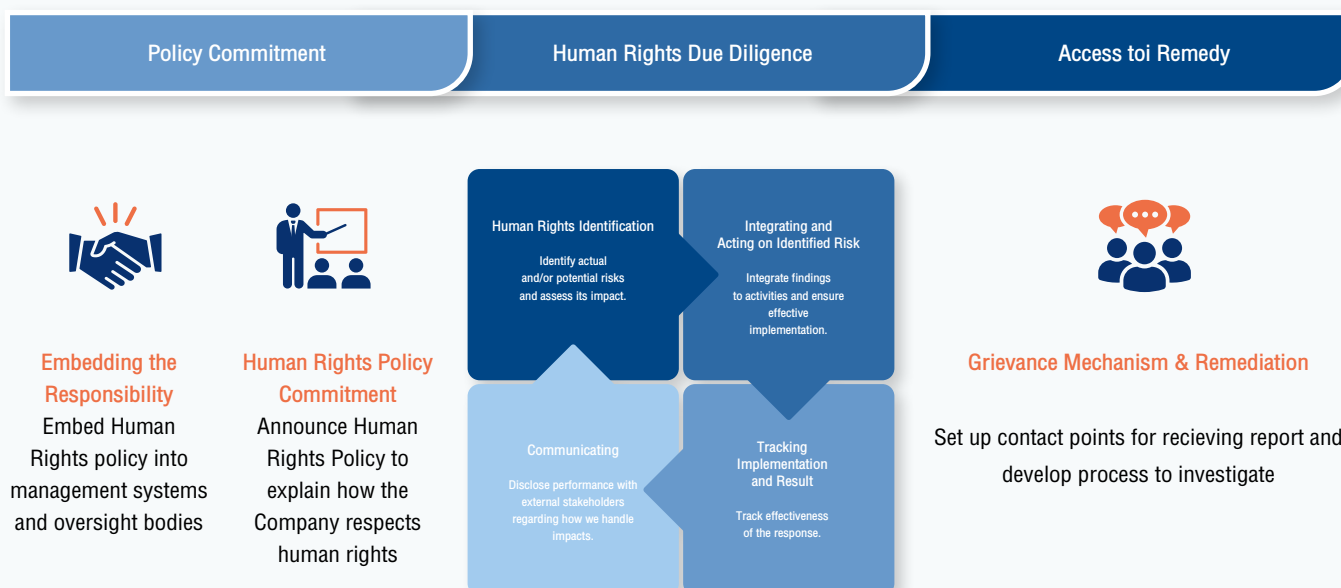 Policy Commitment
Human Rights Due Diligence
Access toi Remedy
Embedding the
Responsibility
Embed Human
Rights policy into
management systems
and oversight bodies
Human Rights Policy
Commitment
Announce Human
Rights Policy to
explain how the
Company respects
human rights
Human Rights Identification
Identify actual
and/or potential risks
and assess its impact.
Integrating and
Acting on Identified Risk
Integrate findings
to activities and ensure
effective
implementation.
Tracking
Implementation
and Result
Track effectiveness
of the response.
Communicating
Disclose performance with
external stakeholders
regarding how we handle
impacts.
Grievance Mechanism & Remediation
Set up contact points for recieving report and
develop process to investigate